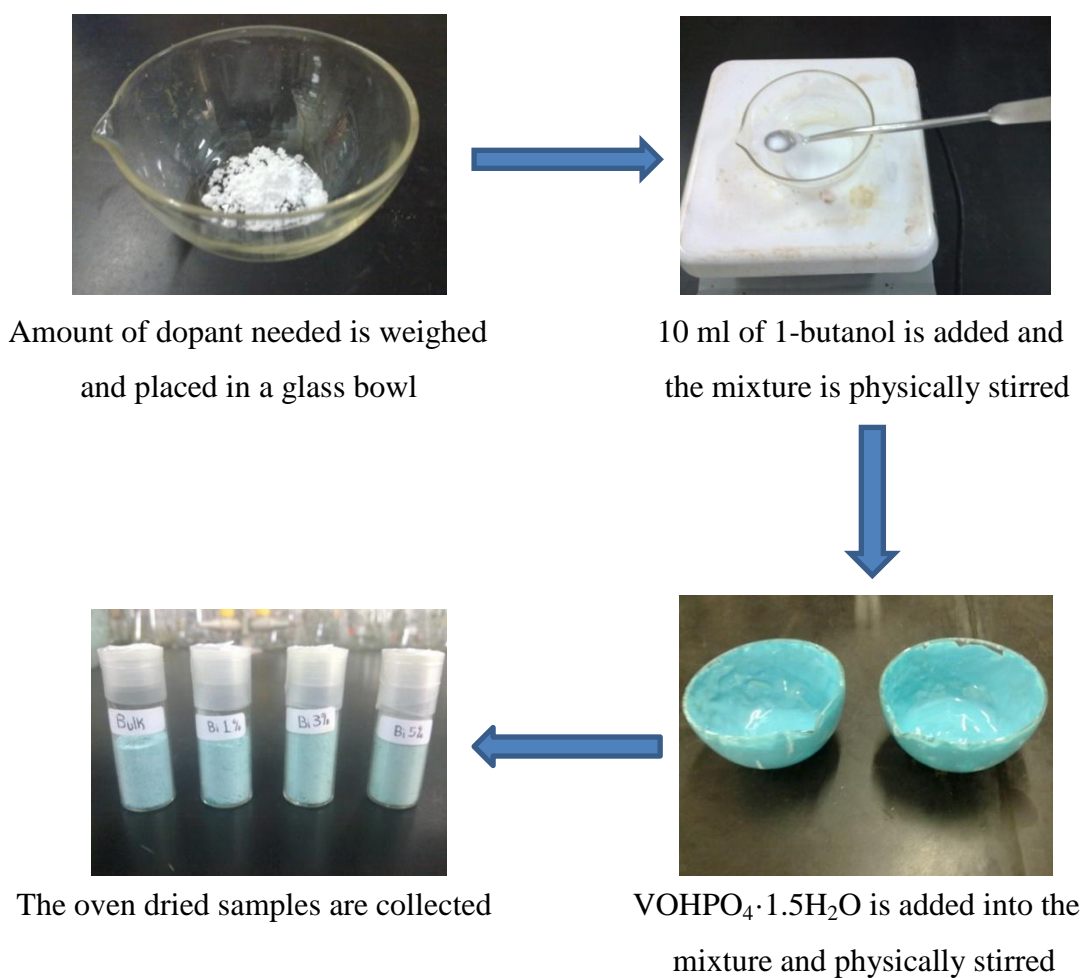 Amount of dopant needed is weighed
and placed in a glass bowl
10 ml of 1-butanol is added and
the mixture is physically stirred
Bulk
Bi 1%
Bi 3%
Bi 5%
The oven dried samples are collected
VOHPO₄·1.5H₂O is added into the
mixture and physically stirred